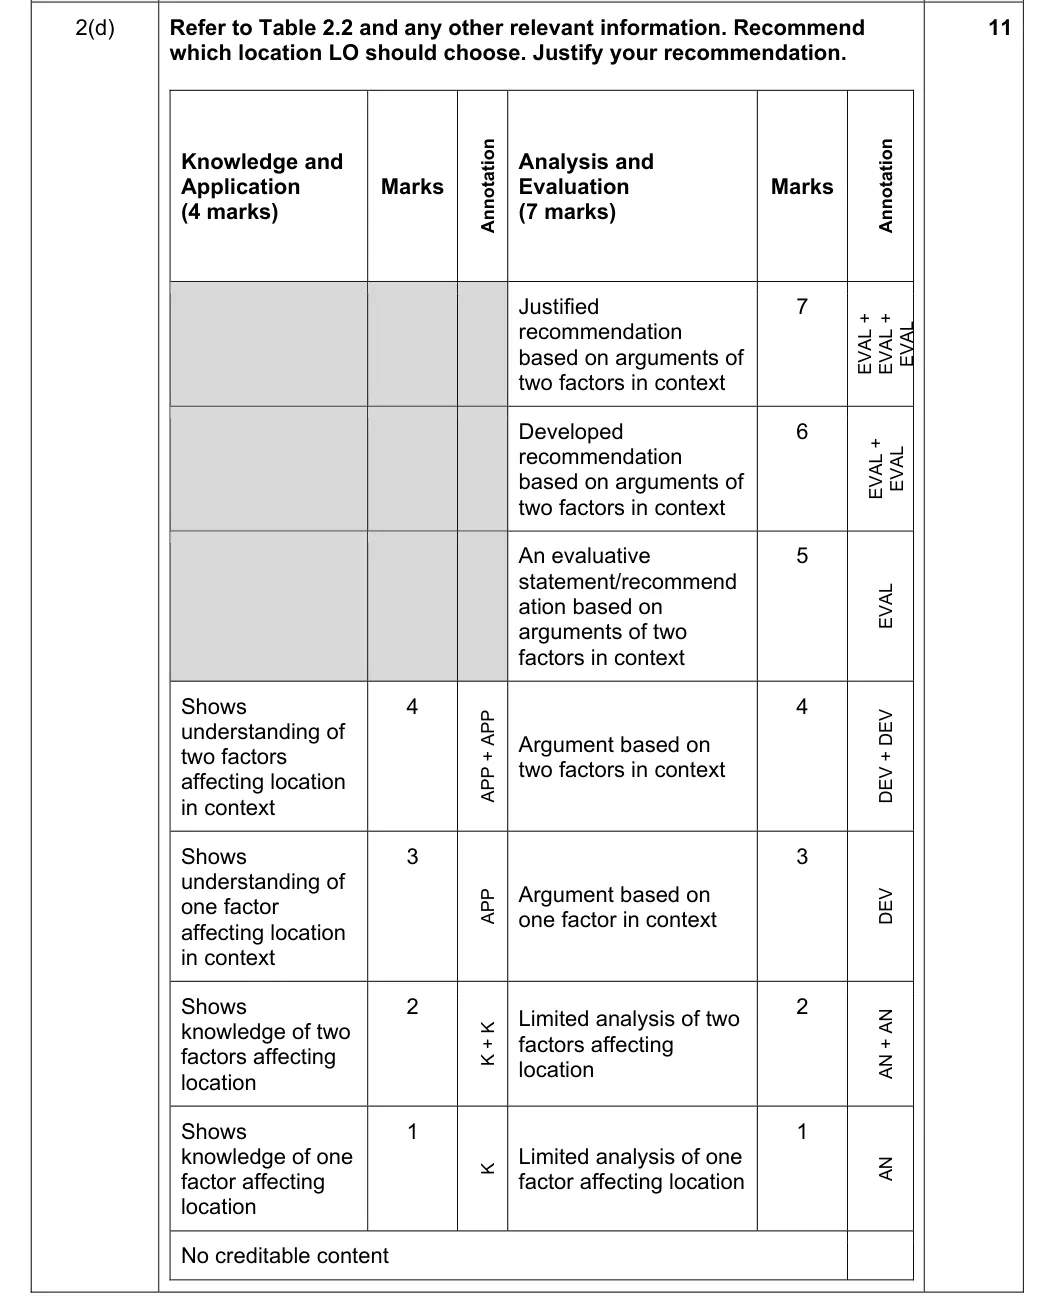 2(d)
Refer to Table 2.2 and any other relevant information. Recommend
which location LO should choose. Justify your recommendation.
11
Knowledge and
Application
(4 marks)
Marks
Annotation
Analysis and
Evaluation
(7 marks)
Marks
Annotation
Justified
recommendation
based on arguments of
two factors in context
7
EVAL +
EVAL +
EVAL
Developed
recommendation
based on arguments of
two factors in context
6
EVAL +
EVAL
An evaluative
statement/recommend
ation based on
arguments of two
factors in context
5
EVAL
Shows
understanding of
two factors
affecting location
in context
4
APP + APP
Argument based on
two factors in context
4
DEV + DEV
Shows
understanding of
one factor
affecting location
in context
3
APP
Argument based on
one factor in context
3
DEV
Shows
knowledge of two
factors affecting
location
2
K + K
Limited analysis of two
factors affecting
location
2
AN + AN
Shows
knowledge of one
factor affecting
location
1
K
Limited analysis of one
factor affecting location
1
AN
No creditable content